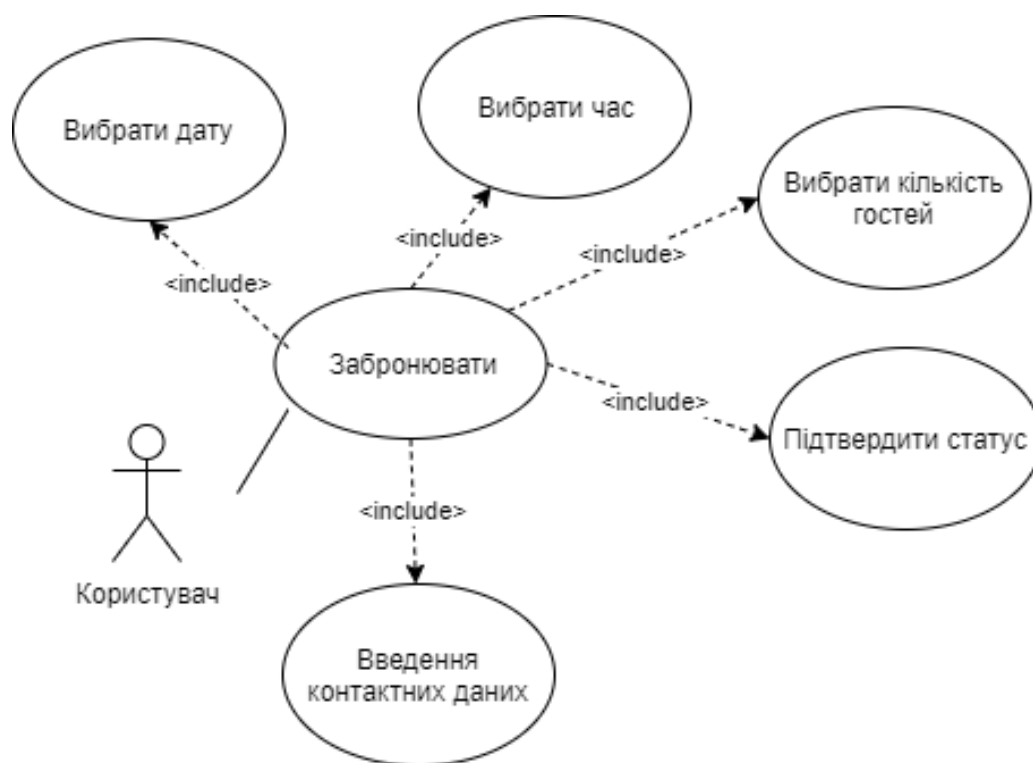 Вибрати дату
Вибрати час
Вибрати кількість
гостей
<include>
<include>
<include>
Забронювати
<include>
Підтвердити статус
<include>
Користувач
Введення
контактних даних